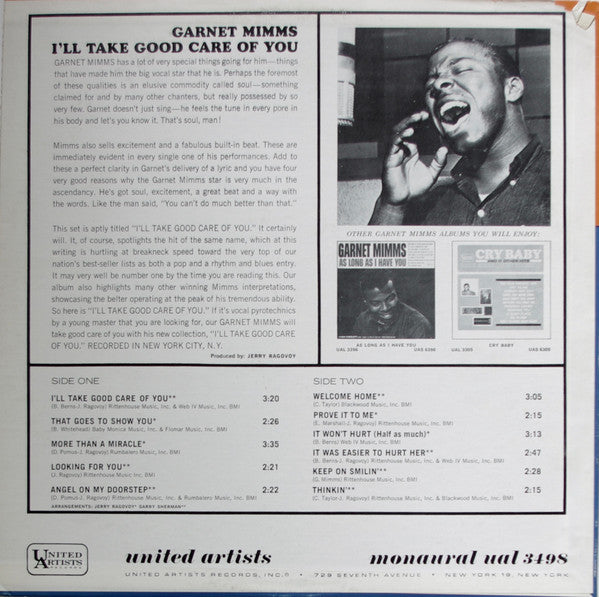 GARNET MIMMS
I'LL TAKE GOOD CARE OF YOU
GARNET MIMMS has a lot of very special things going for him—things
that have made him the big vocal star that he is. Perhaps the foremost
of these qualities is an elusive commodity called soul—something
claimed for and by many other chanters, but really possessed by so
very few. Garnet doesn't just sing—he feels the tune in every pore in
his body and let's you know it. That's soul, man!
Mimms also sells excitement and a fabulous built-in beat. These are
immediately evident in every single one of his performances. Add to
these a perfect clarity in Garnet's delivery of a lyric and you have four
very good reasons why the Garnet Mimms star is very much in the
ascendancy. He's got soul, excitement, a great beat and a way with
the words. Like the man said, "You can't do much better than that."
This set is aptly titled "I'LL TAKE GOOD CARE OF YOU." It certainly
will. It, of course, spotlights the hit of the same name, which at this
writing is hurtling at breakneck speed toward the very top of our
nation's best-seller lists as both a pop and a rhythm and blues entry.
It may very well be number one by the time you are reading this. Our
album also highlights many other winning Mimms interpretations,
showcasing the belter operating at the peak of his tremendous ability.
So here is "I'LL TAKE GOOD CARE OF YOU." If it's vocal pyrotechnics
by a young master that you are looking for, our GARNET MIMMS will
take good care of you with his new collection, "I'LL TAKE GOOD
CARE OF YOU." RECORDED IN NEW YORK CITY, N.Y.
Produced by: JERRY RAGOVOY
OTHER GARNET MIMMS ALBUMS YOU WILL ENJOY:
GARNET MIMMS
AS LONG AS I HAVE YOU
CRY BABY
AS LONG AS I HAVE YOU
UAL 3396 UAS 6396
UAL 3305 CRY BABY UAS 6305
SIDE ONE
I'LL TAKE GOOD CARE OF YOU** 3:20
(B. Berns-J. Ragovoy) Rittenhouse Music, Inc. & Web IV Music, Inc. BMI
THAT GOES TO SHOW YOU* 2:26
(B. Whitehead) Baby Monica Music, Inc. & Flomar Music, Inc. BMI
MORE THAN A MIRACLE* 3:35
(D. Pomus-J. Ragovoy) Rittenhouse Music, Inc. & Rumbalero Music, Inc. BMI
LOOKING FOR YOU** 2:21
(J. Ragovoy) Rittenhouse Music, Inc. BMI
ANGEL ON MY DOORSTEP** 2:22
(D. Pomus-J. Ragovoy) Rittenhouse Music, Inc. & Rumbalero Music, Inc. BMI
ARRANGEMENTS: JERRY RAGOVOY* GARRY SHERMAN**
SIDE TWO
WELCOME HOME** 3:05
(C. Taylor) Blackwood Music, Inc. BMI
PROVE IT TO ME* 2:15
(E. Marshall-J. Ragovoy) Rittenhouse Music, Inc. BMI
IT WON'T HURT (Half as much)* 3:13
(B. Berns) Web IV Music, Inc. BMI
IT WAS EASIER TO HURT HER** 2:47
(B. Berns-J. Ragovoy) Rittenhouse Music, Inc. & Web IV Music, Inc. BMI
KEEP ON SMILIN'** 2:28
(G. Mimms) Rittenhouse Music, Inc. BMI
THINKIN'** 2:15
(C. Taylor-J. Ragovoy) Rittenhouse Music, Inc. & Blackwood Music, Inc. BMI
UNITED
ARTISTS
RECORDS
united artists monaural ual 3498
UNITED ARTISTS RECORDS, INC.® • 729 SEVENTH AVENUE • NEW YORK 19, NEW YORK